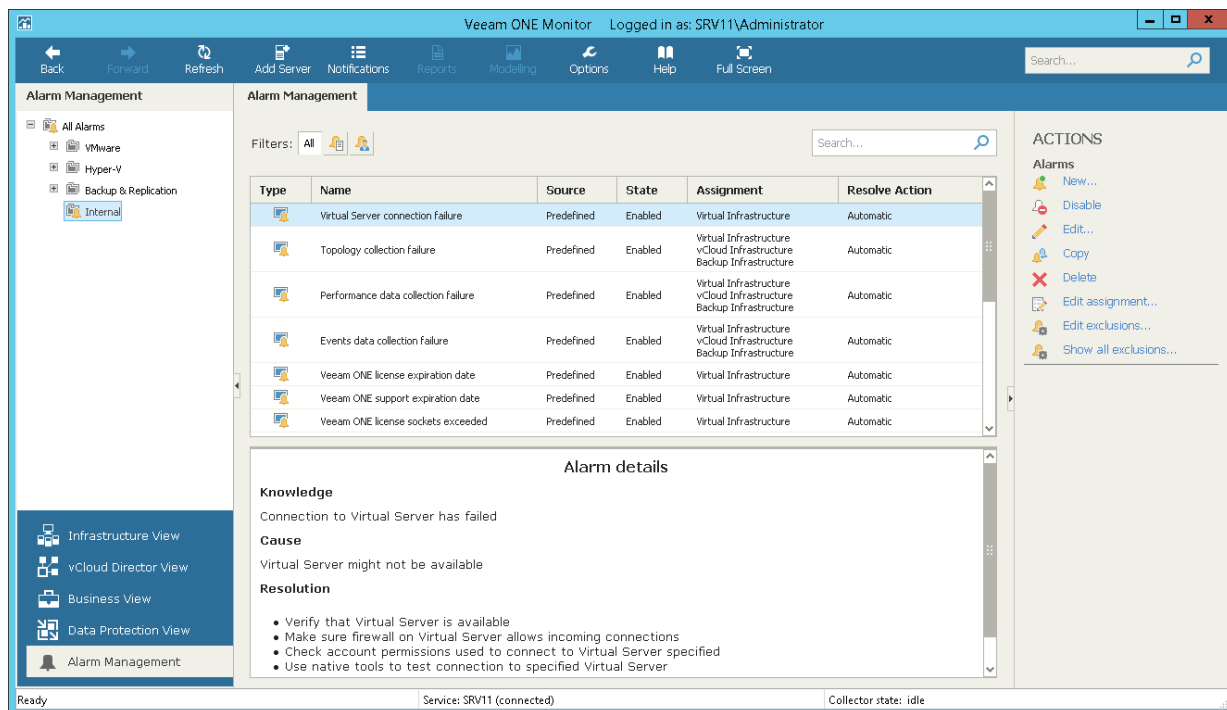 Veeam ONE Monitor Logged in as: SRV11\Administrator
Back Forward Refresh Add Server Notifications Reports Modelling Options Help Full Screen Search...
Alarm Management
All Alarms
VMware
Hyper-V
Backup & Replication
Internal
Infrastructure View
vCloud Director View
Business View
Data Protection View
Alarm Management
Alarm Management
Filters: All Search...
Type Name Source State Assignment Resolve Action
Virtual Server connection failure Predefined Enabled Virtual Infrastructure Automatic
Virtual Infrastructure
Topology collection failure Predefined Enabled vCloud Infrastructure Automatic
Backup Infrastructure
Virtual Infrastructure
Performance data collection failure Predefined Enabled vCloud Infrastructure Automatic
Backup Infrastructure
Virtual Infrastructure
Events data collection failure Predefined Enabled vCloud Infrastructure Automatic
Backup Infrastructure
Veeam ONE license expiration date Predefined Enabled Virtual Infrastructure Automatic
Veeam ONE support expiration date Predefined Enabled Virtual Infrastructure Automatic
Veeam ONE license sockets exceeded Predefined Enabled Virtual Infrastructure Automatic
Alarm details
Knowledge
Connection to Virtual Server has failed
Cause
Virtual Server might not be available
Resolution
• Verify that Virtual Server is available
• Make sure firewall on Virtual Server allows incoming connections
• Check account permissions used to connect to Virtual Server specified
• Use native tools to test connection to specified Virtual Server
ACTIONS
Alarms
New...
Disable
Edit...
Copy
Delete
Edit assignment...
Edit exclusions...
Show all exclusions...
Ready Service: SRV11 (connected) Collector state: idle